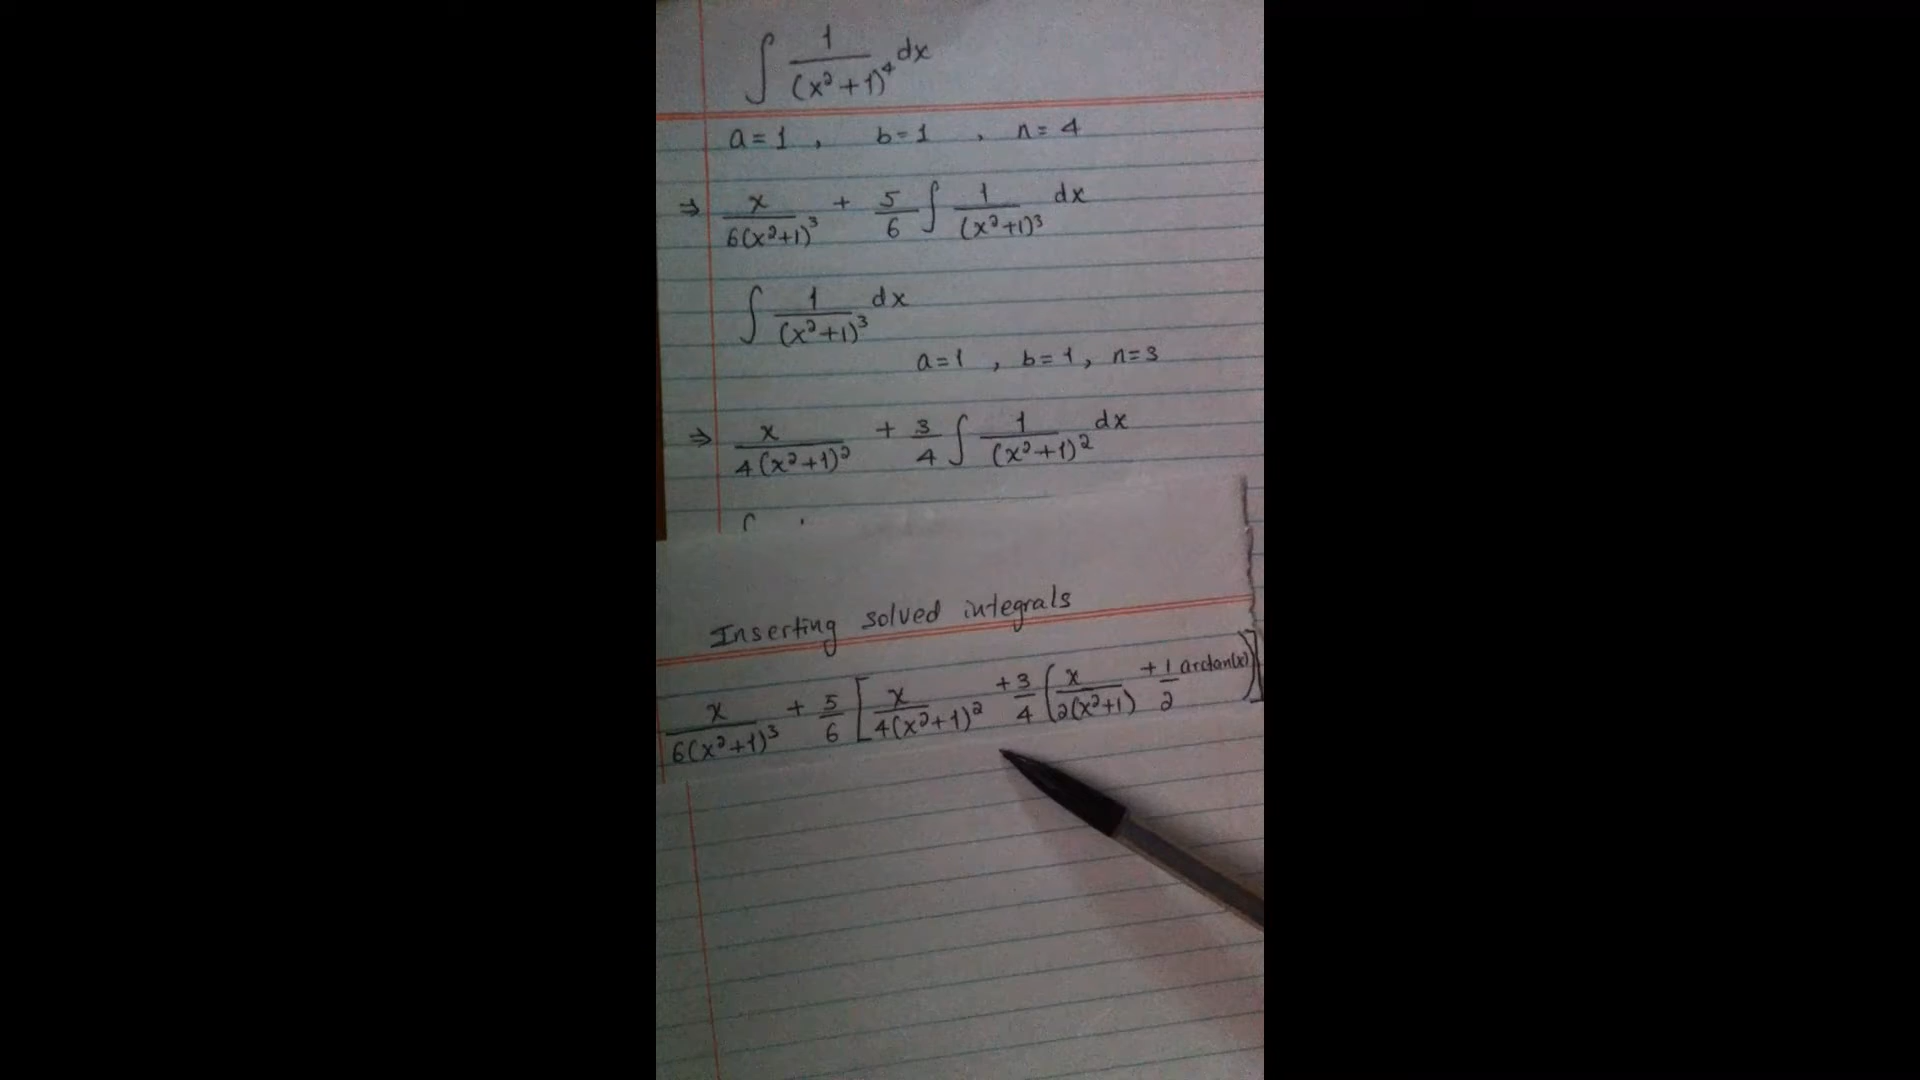 ∫ 1/(x²+1)⁴ dx
a=1, b=1, n=4
⇒ x/6(x²+1)³ + 5/6 ∫ 1/(x²+1)³ dx
∫ 1/(x²+1)³ dx
a=1, b=1, n=3
⇒ x/4(x²+1)² + 3/4 ∫ 1/(x²+1)² dx
Inserting solved integrals
x/6(x²+1)³ + 5/6 [x/4(x²+1)² + 3/4 (x/2(x²+1) + 1/2 arctan(x))]